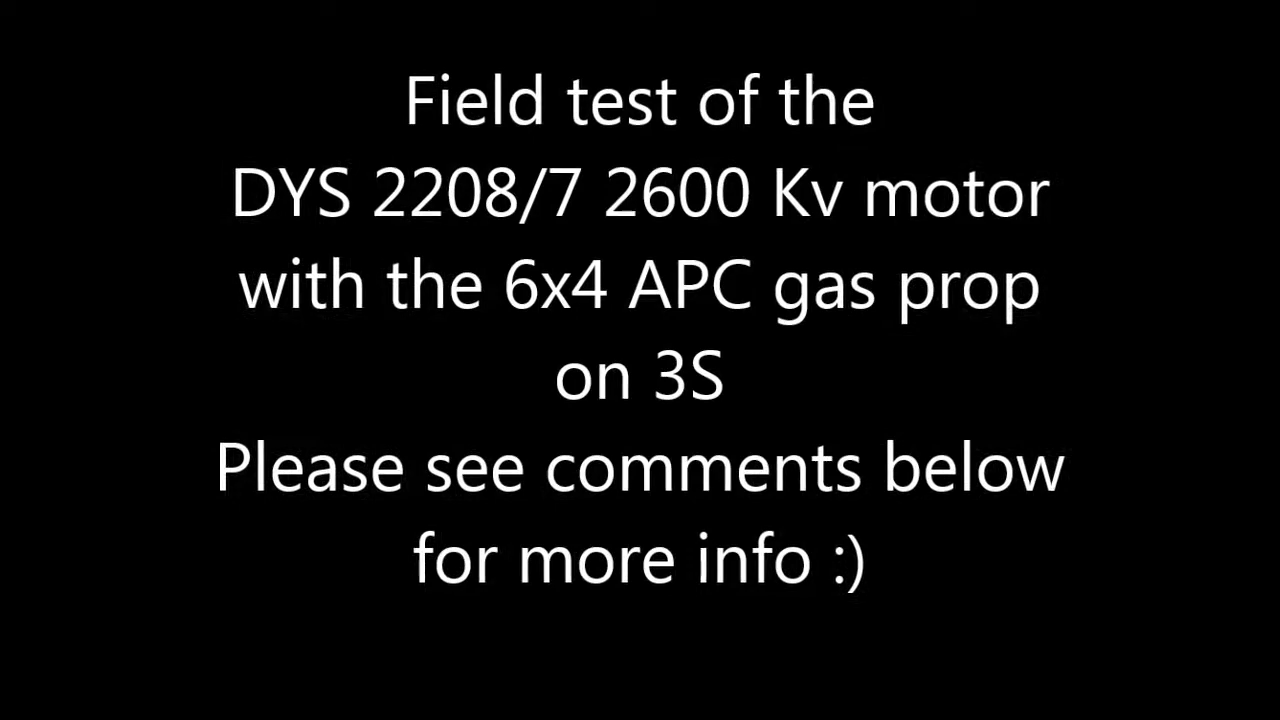 Field test of the
DYS 2208/7 2600 Kv motor
with the 6x4 APC gas prop
on 3S
Please see comments below
for more info :)